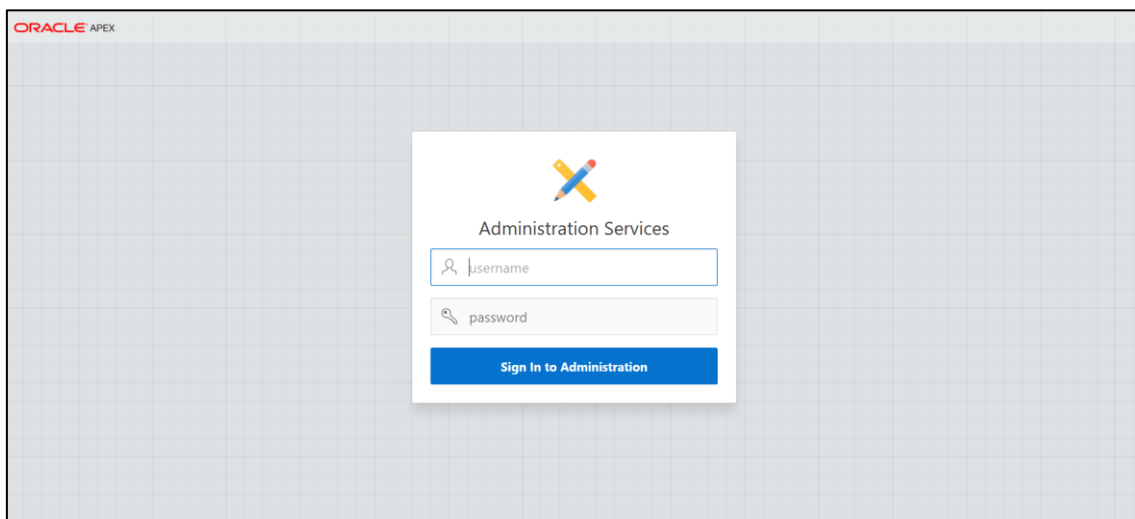 ORACLE APEX
Administration Services
username
password
Sign In to Administration